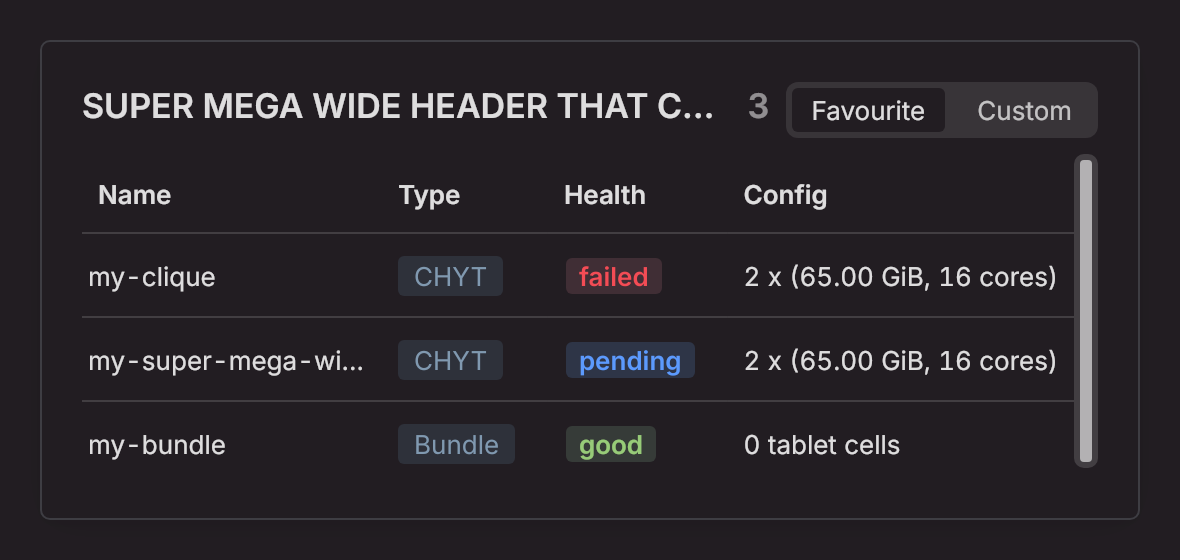 SUPER MEGA WIDE HEADER THAT C... 3 Favourite Custom
Name Type Health Config
my-clique CHYT failed 2 x (65.00 GiB, 16 cores)
my-super-mega-wi... CHYT pending 2 x (65.00 GiB, 16 cores)
my-bundle Bundle good 0 tablet cells